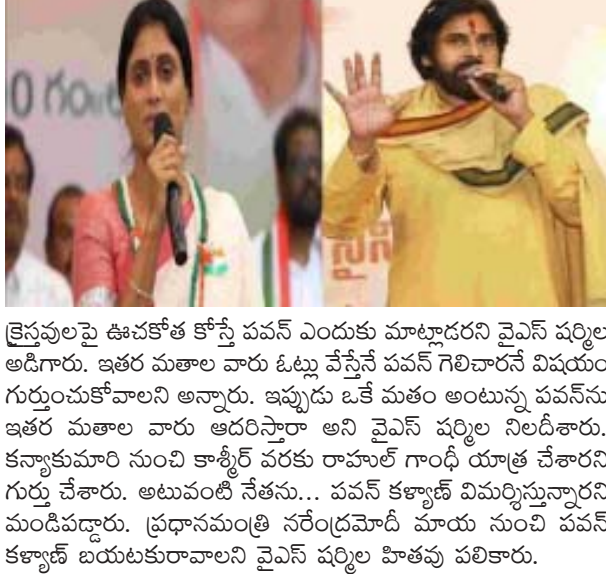 0 గం
సైన
క్రైస్తవులపై ఊచకోత కోస్తే పవన్ ఎందుకు మాట్లాడరని వైఎస్ షర్మిల
అడిగారు. ఇతర మతాల వారు ఓట్లు వేస్తేనే పవన్ గెలిచారనే విషయం
గుర్తుంచుకోవాలని అన్నారు. ఇప్పుడు ఒకే మతం అంటున్న పవన్‌ను
ఇతర మతాల వారు ఆదరిస్తారా అని వైఎస్ షర్మిల నిలదీశారు.
కన్యాకుమారి నుంచి కాశ్మీర్ వరకు రాహుల్ గాంధీ యాత్ర చేశారని
గుర్తు చేశారు. అటువంటి నేతను... పవన్ కళ్యాణ్ విమర్శిస్తున్నారని
మండిపడ్డారు. ప్రధానమంత్రి నరేంద్రమోదీ మాయ నుంచి పవన్
కళ్యాణ్ బయటకురావాలని వైఎస్ షర్మిల హితవు పలికారు.